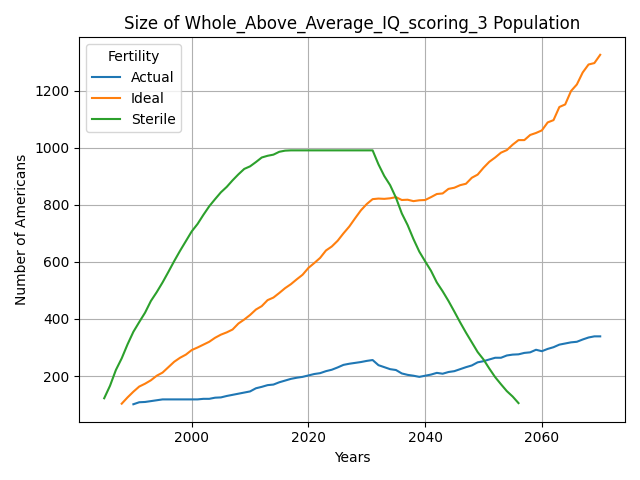 Size of Whole_Above_Average_IQ_scoring_3 Population
Fertility
Actual
Ideal
Sterile
Number of Americans
1200
1000
800
600
400
200
2000
2020
2040
2060
Years